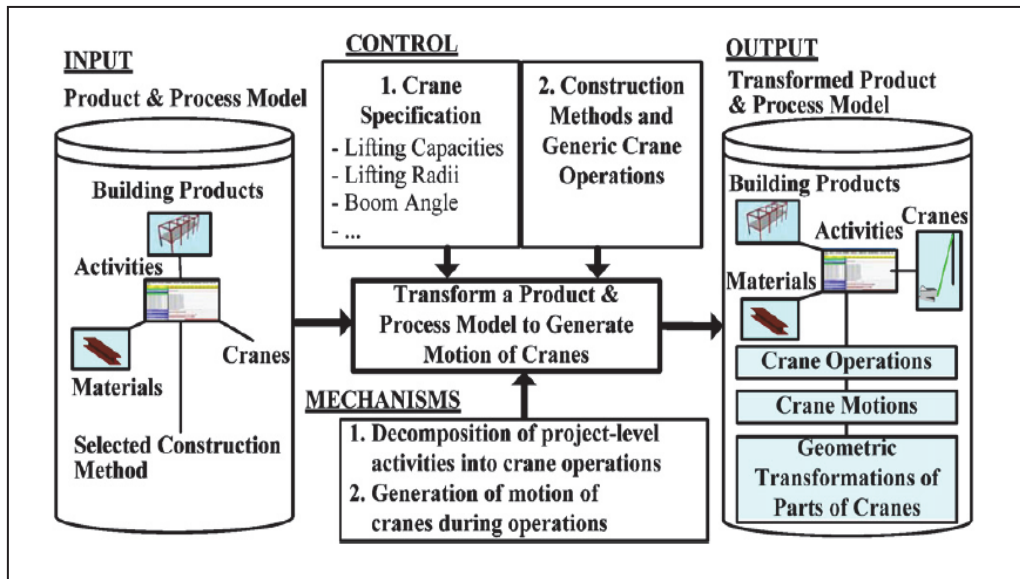 INPUT
Product & Process Model
Building Products
Activities
Cranes
Materials
Selected Construction
Method
CONTROL
1. Crane
Specification
- Lifting Capacities
- Lifting Radii
- Boom Angle
- ...
2. Construction
Methods and
Generic Crane
Operations
Transform a Product &
Process Model to Generate
Motion of Cranes
MECHANISMS
1. Decomposition of project-level
activities into crane operations
2. Generation of motion of
cranes during operations
OUTPUT
Transformed Product
& Process Model
Building Products
Cranes
Activities
Materials
Crane Operations
Crane Motions
Geometric
Transformations of
Parts of Cranes